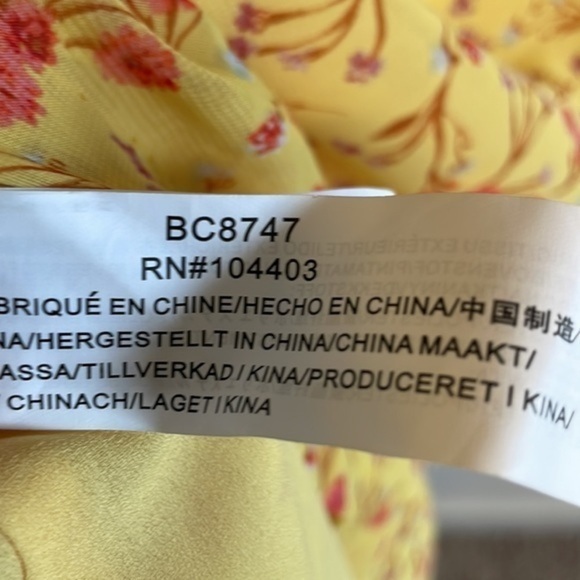 BC8747
RN#104403
BRIQUÉ EN CHINE/HECHO EN CHINA/中国制造/
NA/HERGESTELLT IN CHINA/CHINA MAAKT/
ASSA/TILLVERKAD I KINA/PRODUCERET I KINA/
CHINACH/LAGET I KINA